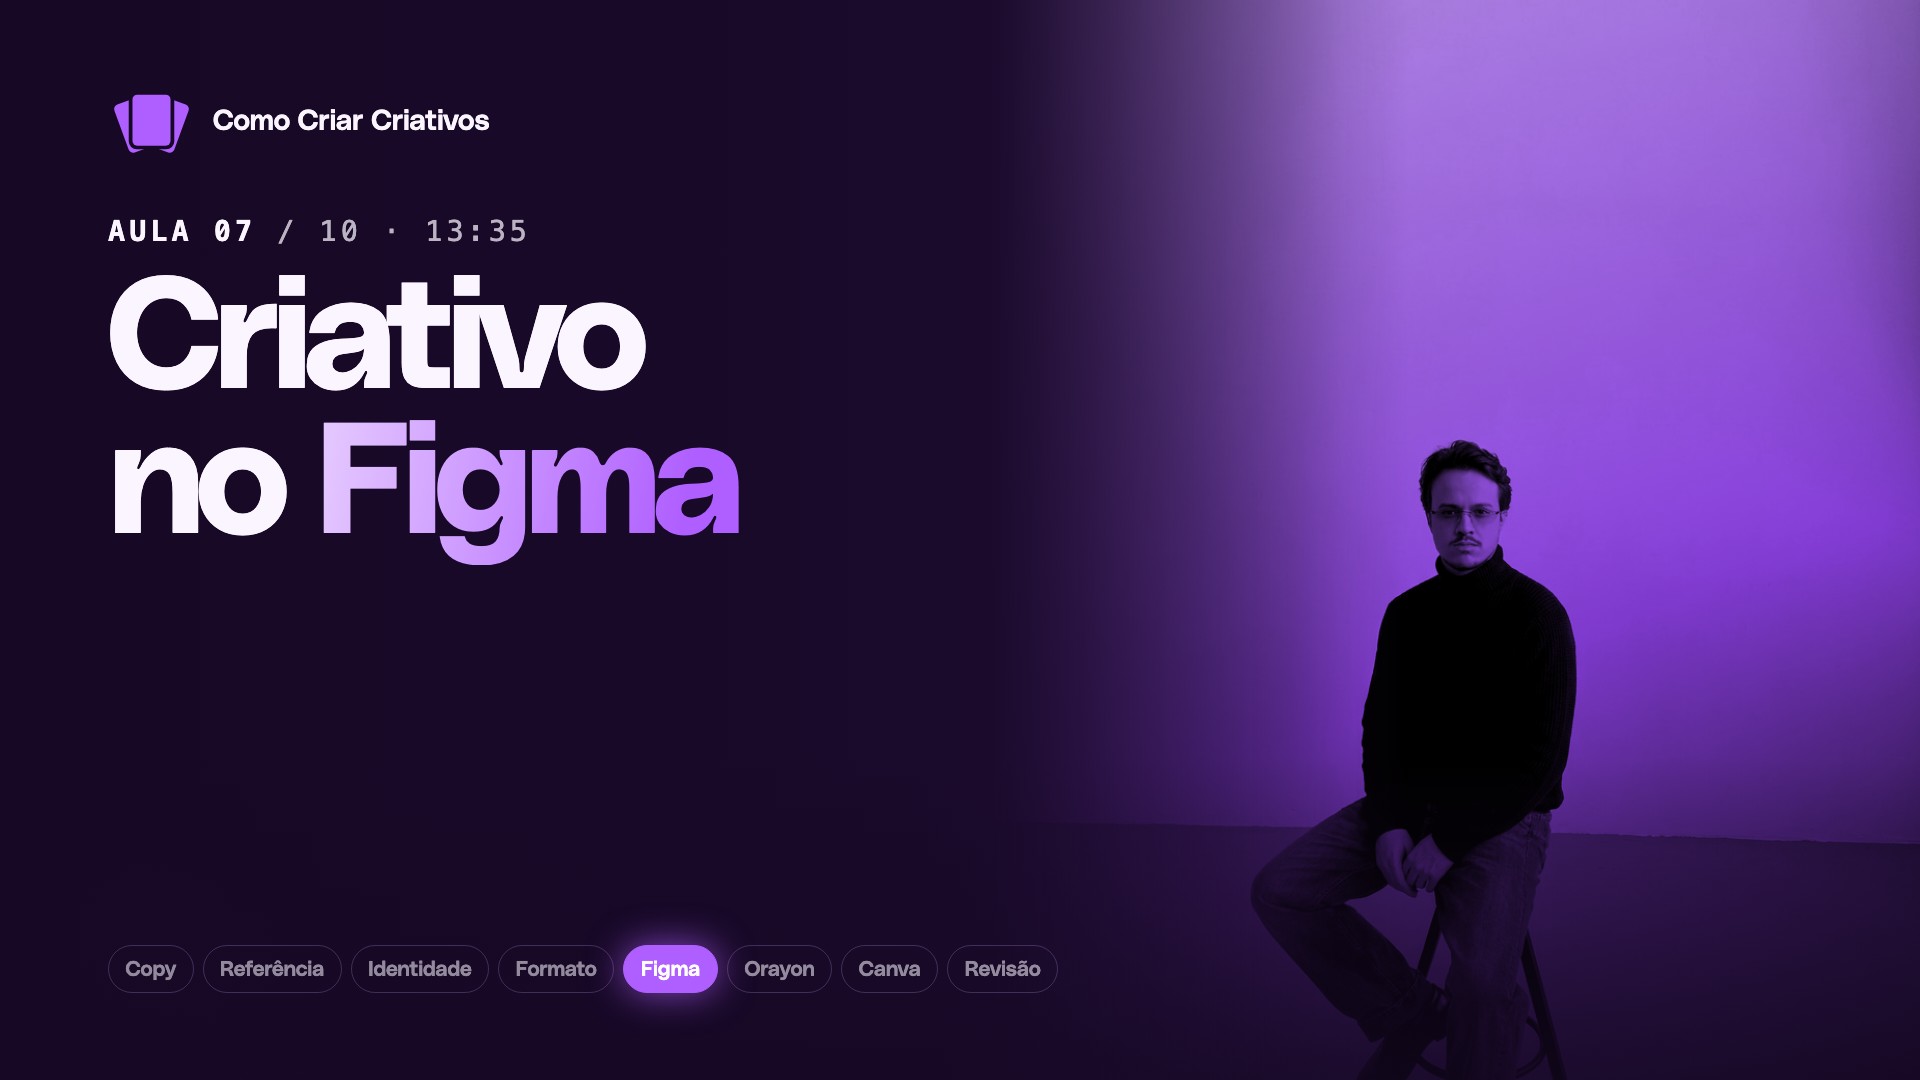 Como Criar Criativos
AULA 07 / 10 · 13:35
Criativo
no Figma
Copy Referência Identidade Formato Figma Orayon Canva Revisão